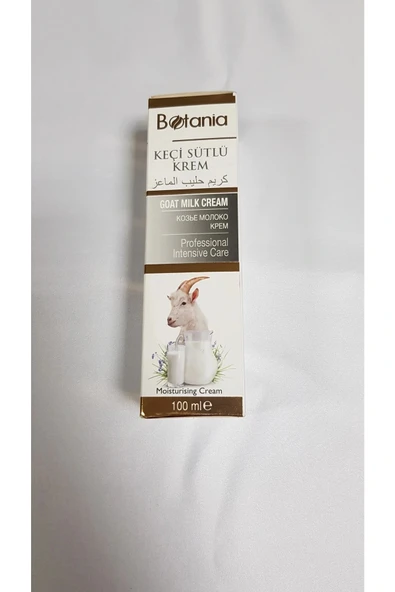 Botania
KEÇİ SÜTLÜ
KREM
كريم حليب الماعز
GOAT MILK CREAM
КОЗЬЕ МОЛОКО
КРЕМ
Professional
Intensive Care
Moisturising Cream
100 ml ℮